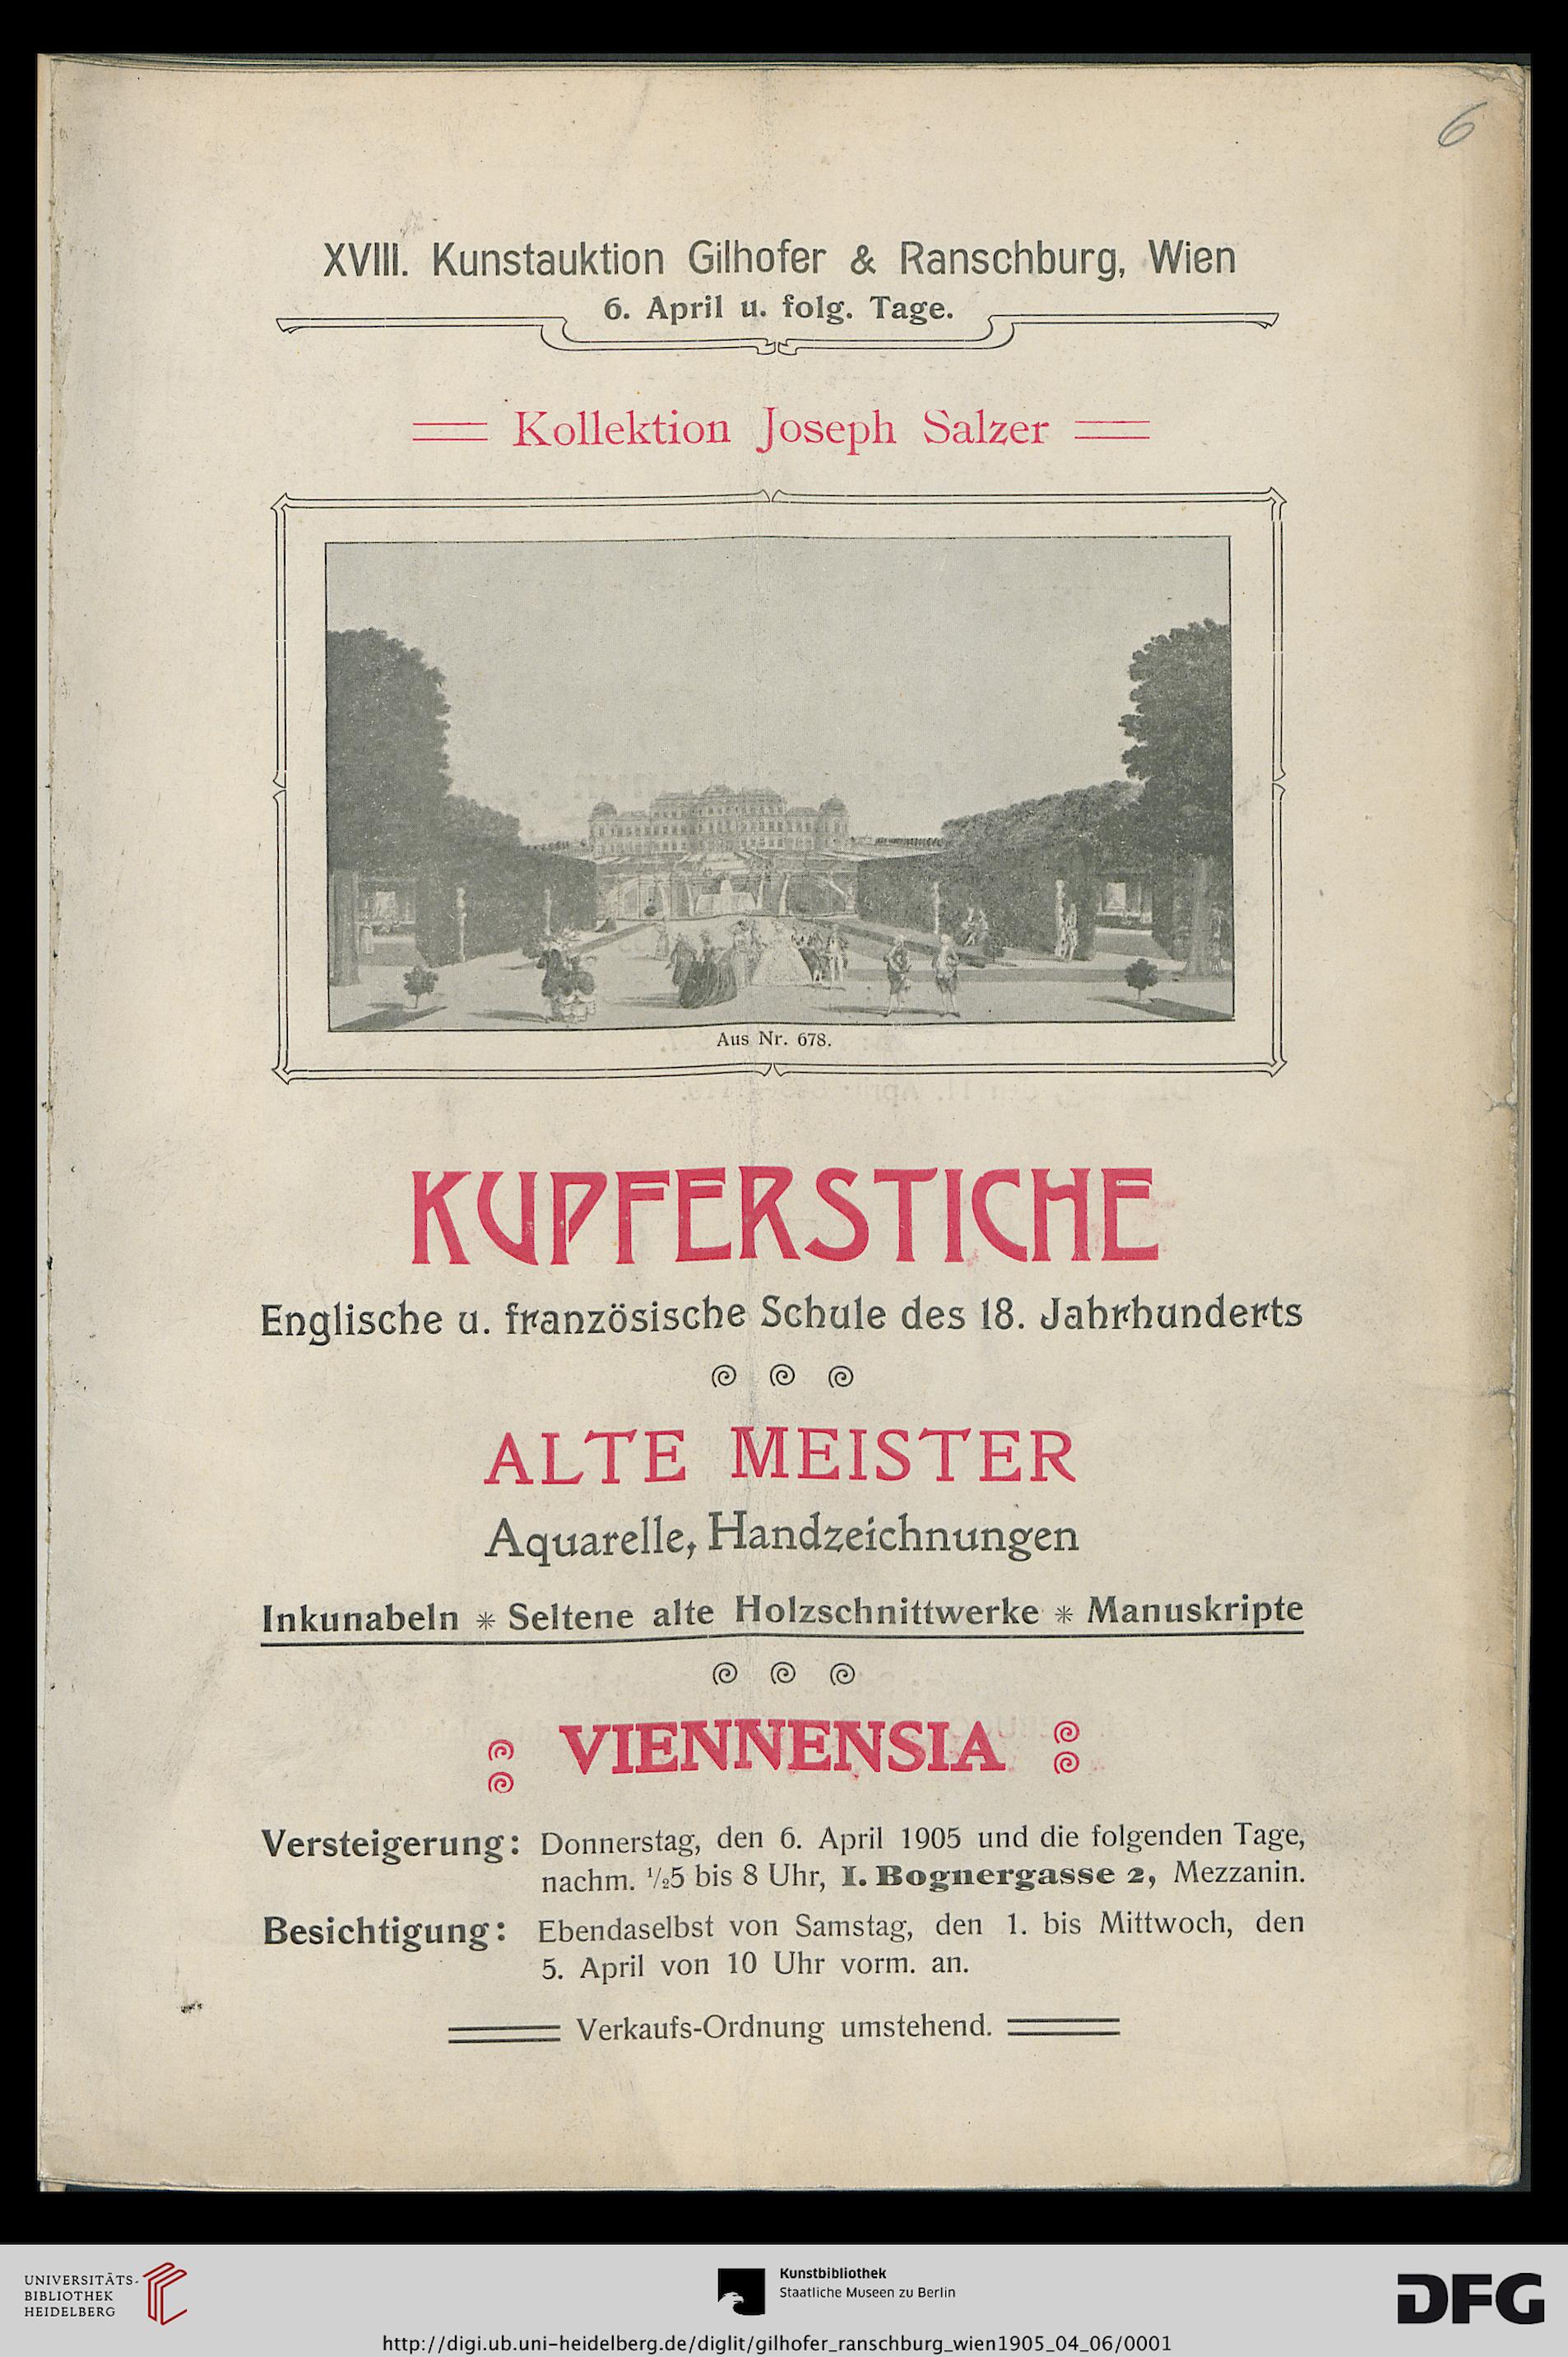 6
XVIII. Kunstauktion Gilhofer & Ranschburg, Wien
6. April u. folg. Tage.
Kollektion Joseph Salzer
Aus Nr. 678.
KUPFERSTICHE
Englische u. französische Schule des 18. Jahrhunderts
ALTE MEISTER
Aquarelle, Handzeichnungen
Inkunabeln * Seltene alte Holzschnittwerke * Manuskripte
VIENNENSIA
Versteigerung: Donnerstag, den 6. April 1905 und die folgenden Tage,
nachm. 1/25 bis 8 Uhr, I. Bognergasse 2, Mezzanin.
Besichtigung: Ebendaselbst von Samstag, den 1. bis Mittwoch, den
5. April von 10 Uhr vorm. an.
Verkaufs-Ordnung umstehend.
UNIVERSITÄTS-
BIBLIOTHEK
HEIDELBERG
Kunstbibliothek
Staatliche Museen zu Berlin
DFG
http://digi.ub.uni-heidelberg.de/diglit/gilhofer_ranschburg_wien1905_04_06/0001